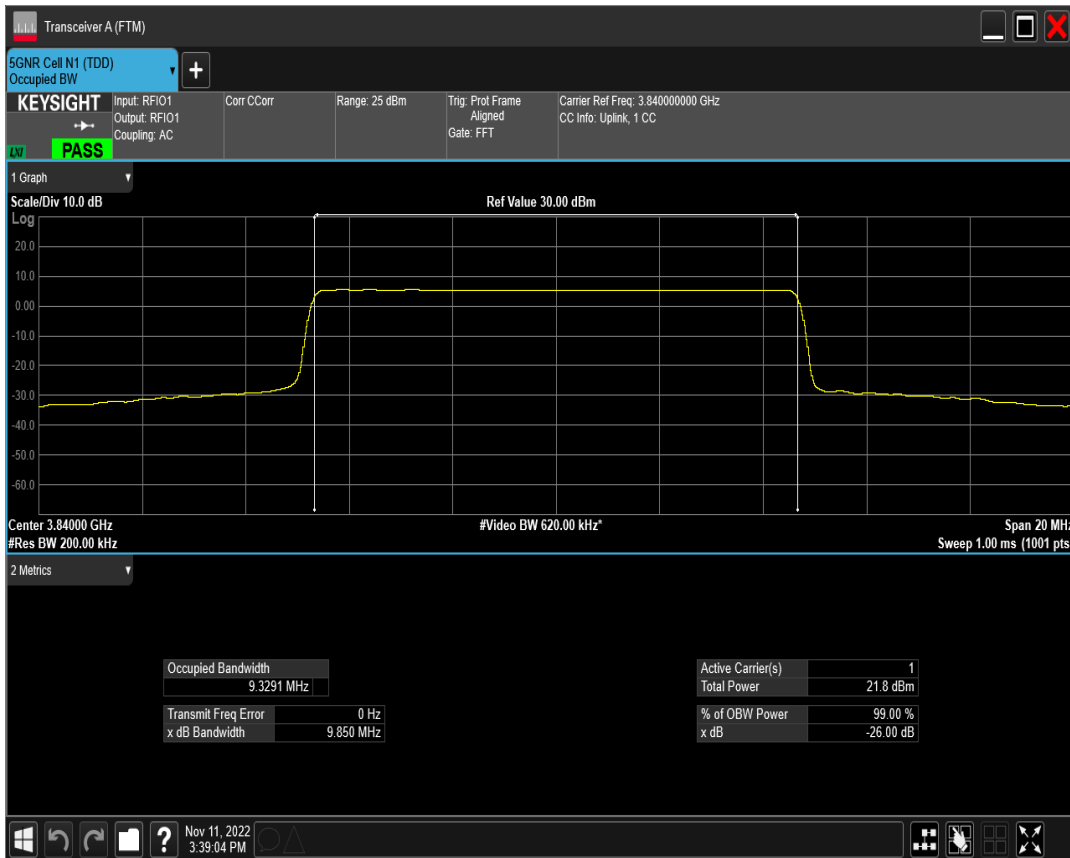 Transceiver A (FTM)
5GNR Cell N1 (TDD)
Occupied BW
+
KEYSIGHT
LXI
PASS
Input: RFIO1
Output: RFIO1
Coupling: AC
Corr CCorr
Range: 25 dBm
Trig: Prot Frame
Aligned
Gate: FFT
Carrier Ref Freq: 3.840000000 GHz
CC Info: Uplink, 1 CC
1 Graph
Scale/Div 10.0 dB
Ref Value 30.00 dBm
Log
20.0
10.0
0.00
-10.0
-20.0
-30.0
-40.0
-50.0
-60.0
Center 3.84000 GHz
#Video BW 620.00 kHz*
Span 20 MHz
#Res BW 200.00 kHz
Sweep 1.00 ms (1001 pts
2 Metrics
Occupied Bandwidth
9.3291 MHz
Transmit Freq Error 0 Hz
x dB Bandwidth 9.850 MHz
Active Carrier(s) 1
Total Power 21.8 dBm
% of OBW Power 99.00 %
x dB -26.00 dB
?
Nov 11, 2022
3:39:04 PM